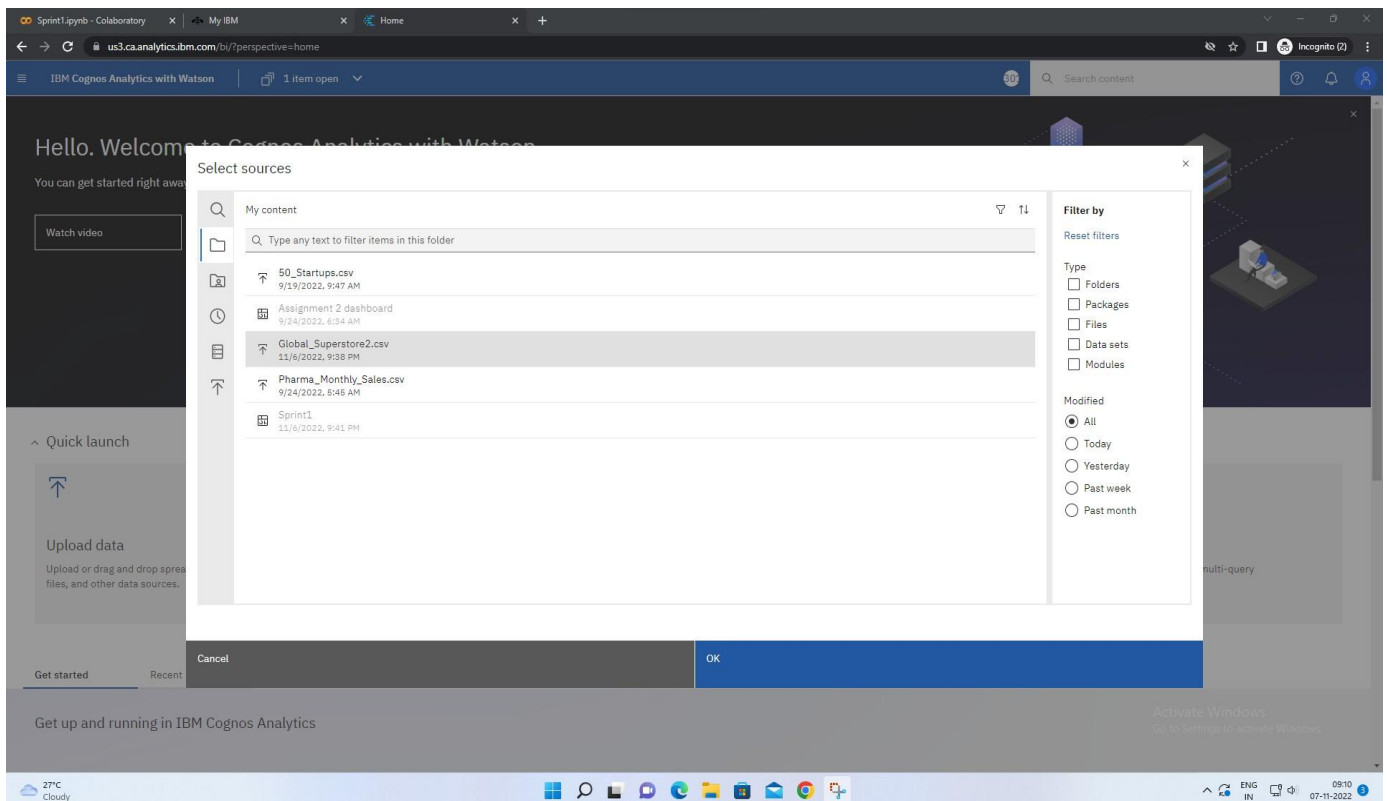 Sprint1.ipynb - Colaboratory
My IBM
Home
us3.ca.analytics.ibm.com/bi/?perspective=home
Incognito (2)
IBM Cognos Analytics with Watson
1 item open
30
Search content
Hello. Welcome to Cognos Analytics with Watson
You can get started right away
Watch video
Select sources
My content
Type any text to filter items in this folder
50_Startups.csv
9/19/2022, 9:47 AM
Assignment 2 dashboard
9/24/2022, 6:34 AM
Global_Superstore2.csv
11/6/2022, 9:38 PM
Pharma_Monthly_Sales.csv
9/24/2022, 5:45 AM
Sprint1
11/6/2022, 9:41 PM
Filter by
Reset filters
Type
Folders
Packages
Files
Data sets
Modules
Modified
All
Today
Yesterday
Past week
Past month
Cancel
OK
Quick launch
Upload data
Upload or drag and drop sprea
files, and other data sources.
multi-query
Get started
Recent
Get up and running in IBM Cognos Analytics
Activate Windows
Go to Settings to activate Windows.
27°C
Cloudy
ENG
IN
09:10
07-11-2022
3